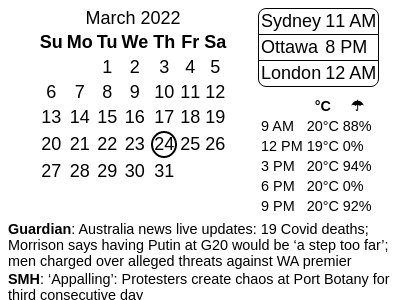 March 2022
Su Mo Tu We Th Fr Sa
1 2 3 4 5
6 7 8 9 10 11 12
13 14 15 16 17 18 19
20 21 22 23 24 25 26
27 28 29 30 31
Sydney 11 AM
Ottawa 8 PM
London 12 AM
°C ☂
9 AM 20°C 88%
12 PM 19°C 0%
3 PM 20°C 94%
6 PM 20°C 0%
9 PM 20°C 92%
Guardian: Australia news live updates: 19 Covid deaths;
Morrison says having Putin at G20 would be ‘a step too far’;
men charged over alleged threats against WA premier
SMH: ‘Appalling’: Protesters create chaos at Port Botany for
third consecutive day